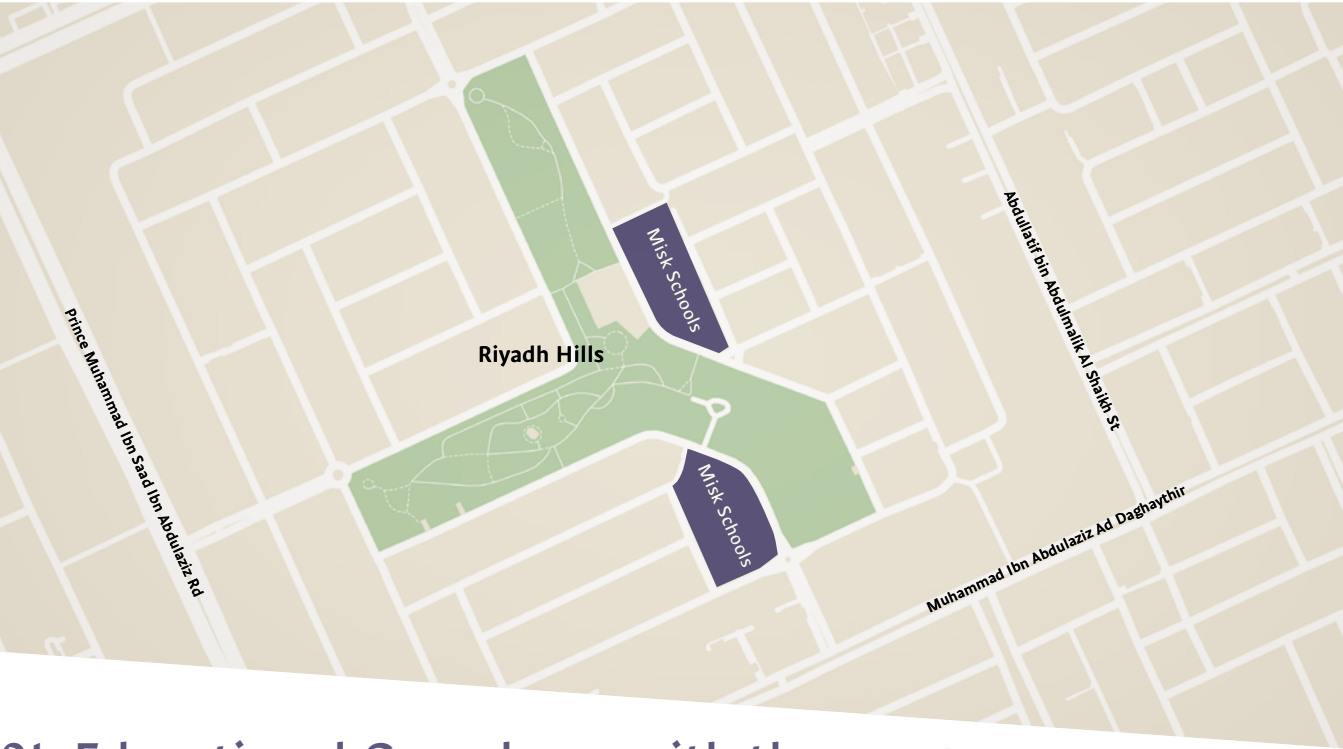 Misk Schools
Abdullatif bin Abdulmalik Al Shaikh St
Riyadh Hills
Prince Muhammad Ibn Saad Ibn Abdulaziz Rd
Misk Schools
Muhammad Ibn Abdulaziz Ad Daghaythir